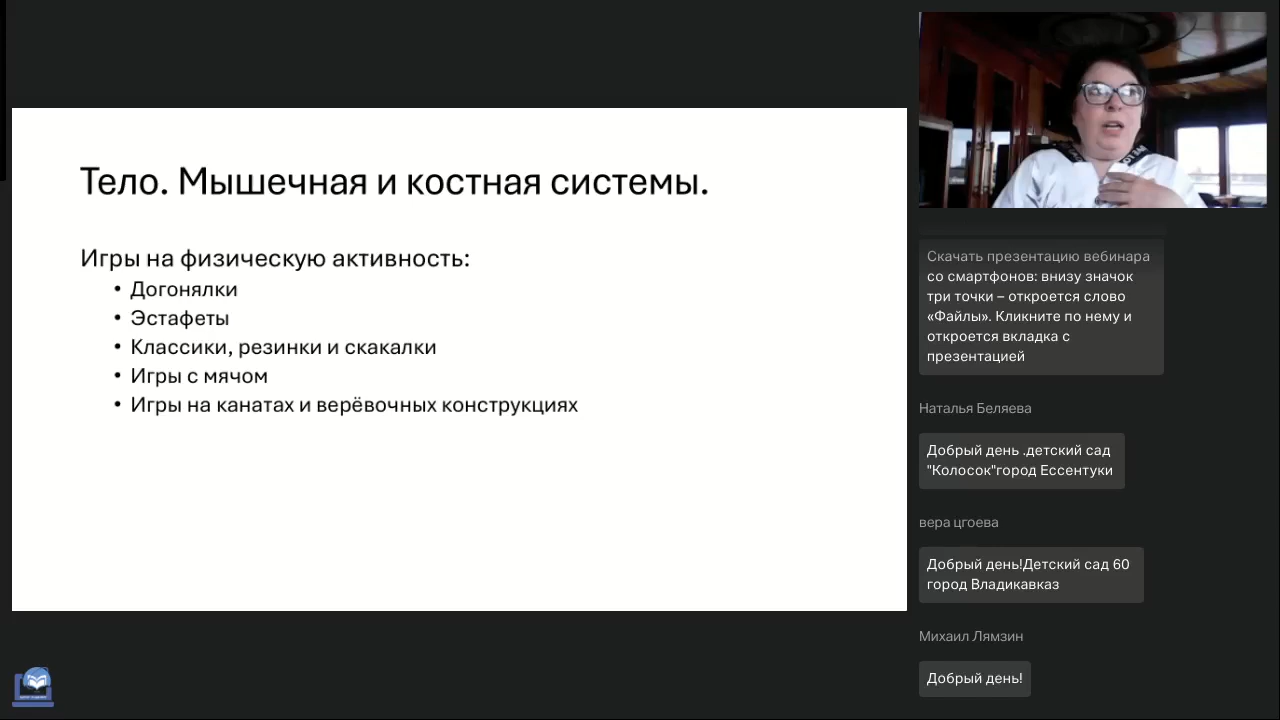 Тело. Мышечная и костная системы.
Игры на физическую активность:
• Догонялки
• Эстафеты
• Классики, резинки и скакалки
• Игры с мячом
• Игры на канатах и верёвочных конструкциях
Скачать презентацию вебинара
со смартфонов: внизу значок
три точки – откроется слово
«Файлы». Кликните по нему и
откроется вкладка с
презентацией
Наталья Беляева
Добрый день .детский сад
"Колосок"город Ессентуки
вера цгоева
Добрый день!Детский сад 60
город Владикавказ
Михаил Лямзин
Добрый день!